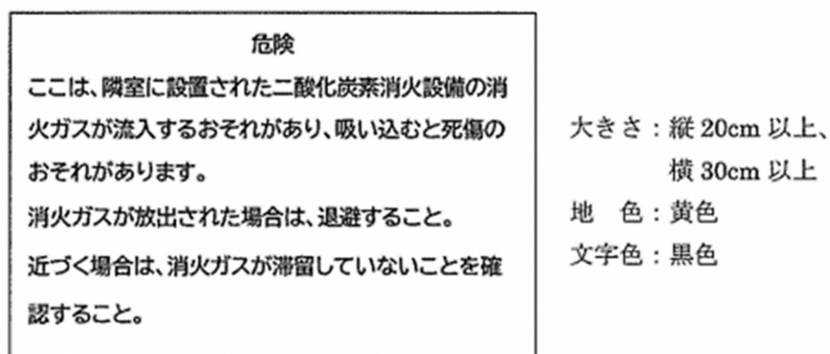 危険
ここは、隣室に設置された二酸化炭素消火設備の消
火ガスが流入するおそれがあり、吸い込むと死傷の
おそれがあります。
消火ガスが放出された場合は、退避すること。
近づく場合は、消火ガスが滞留していないことを確
認すること。
大きさ：縦 20cm 以上、
横 30cm 以上
地　色：黄色
文字色：黒色